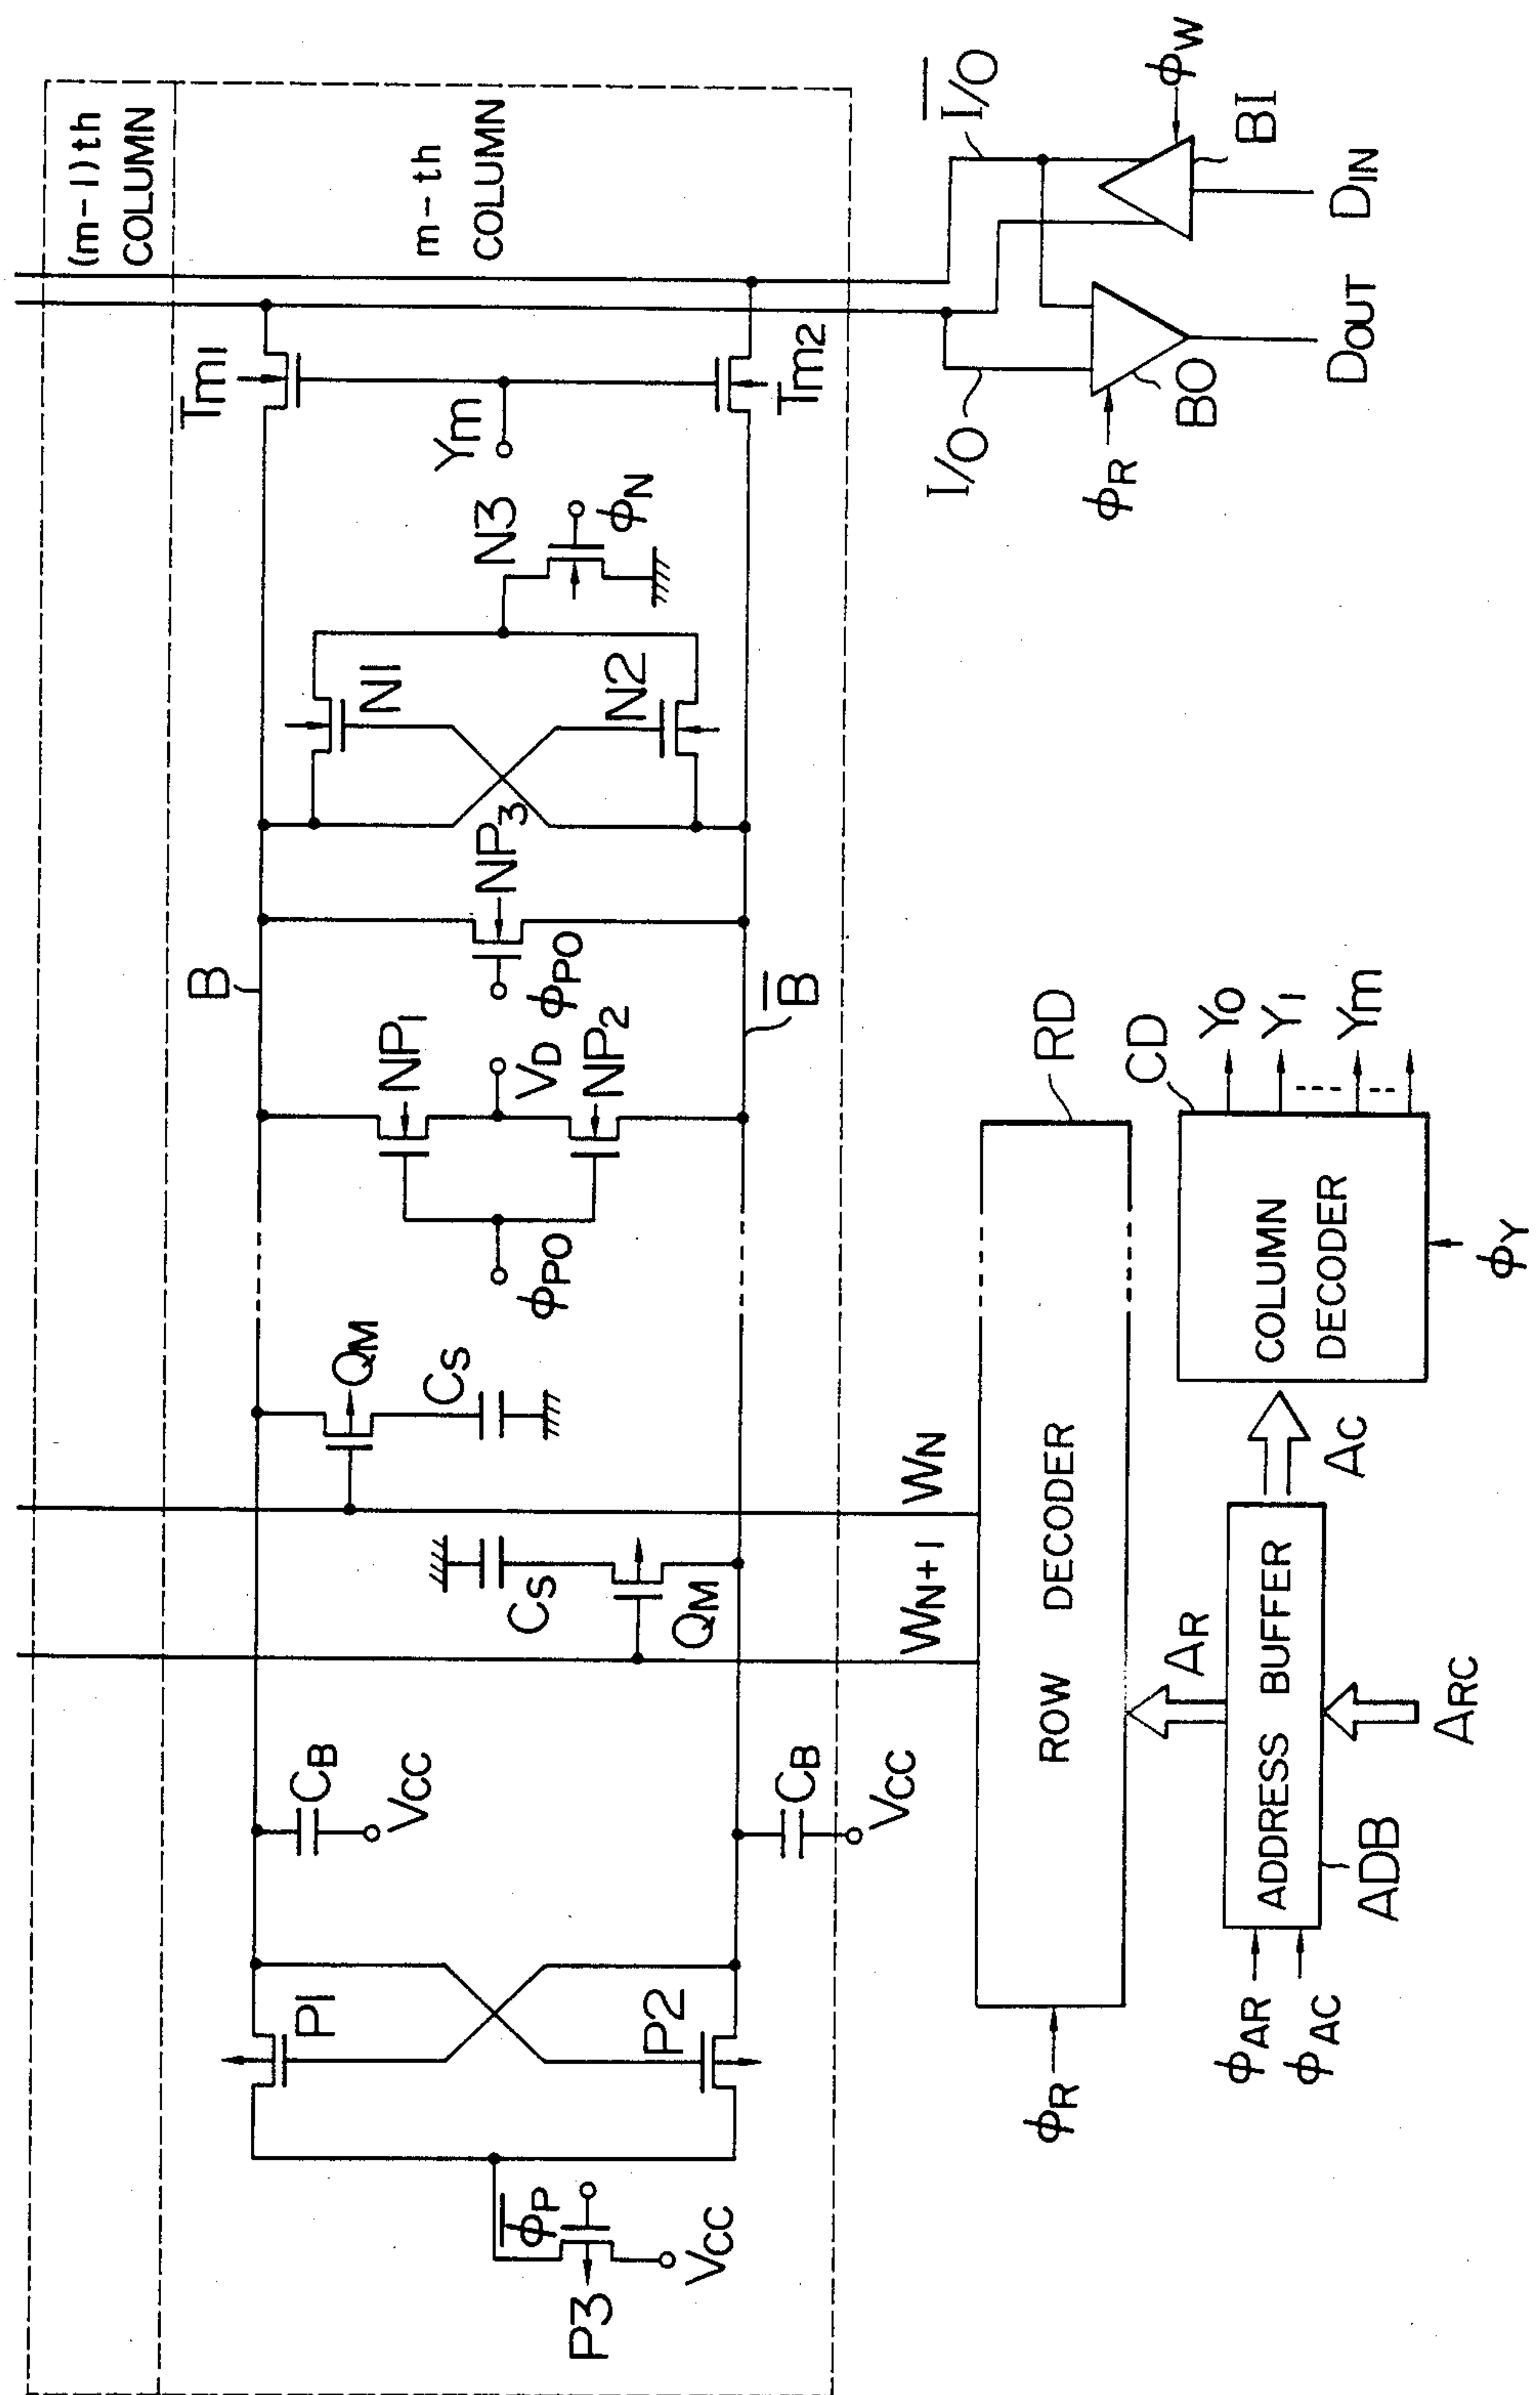 (m-1)th
COLUMN
m-th
COLUMN
Tm1
Ym
Tm2
N3
ϕN
N1
N2
NP3
ϕPO
B
B̅
NP1
VD
NP2
ϕPO
QM
CS
WN
CS
QM
WN+1
CB
VCC
CB
VCC
P1
P2
ϕ̅P
P3
VCC
I̅/O
ϕW
BI
DIN
I/O
ϕR
BO
DOUT
RD
ROW DECODER
ϕR
CD
Y0
Y1
Ym
COLUMN
DECODER
ϕY
AC
AR
ADDRESS BUFFER
ADB
ARC
ϕAR
ϕAC